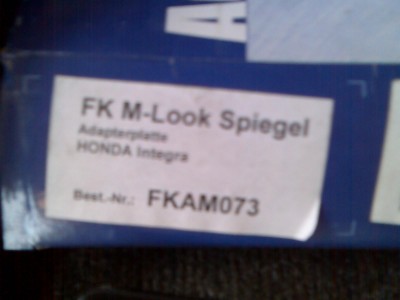 A
FK M-Look Spiegel
Adapterplatte
HONDA Integra
Best.-Nr.: FKAM073